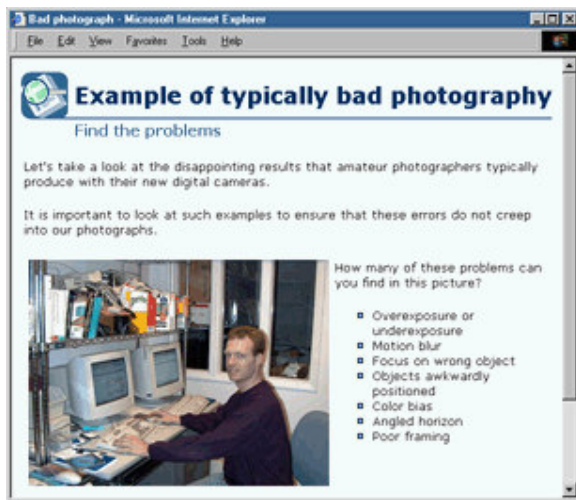 Bad photograph - Microsoft Internet Explorer
File Edit View Favorites Tools Help
Example of typically bad photography
Find the problems
Let's take a look at the disappointing results that amateur photographers typically
produce with their new digital cameras.
It is important to look at such examples to ensure that these errors do not creep
into our photographs.
How many of these problems can
you find in this picture?
Overexposure or
underexposure
Motion blur
Focus on wrong object
Objects awkwardly
positioned
Color bias
Angled horizon
Poor framing